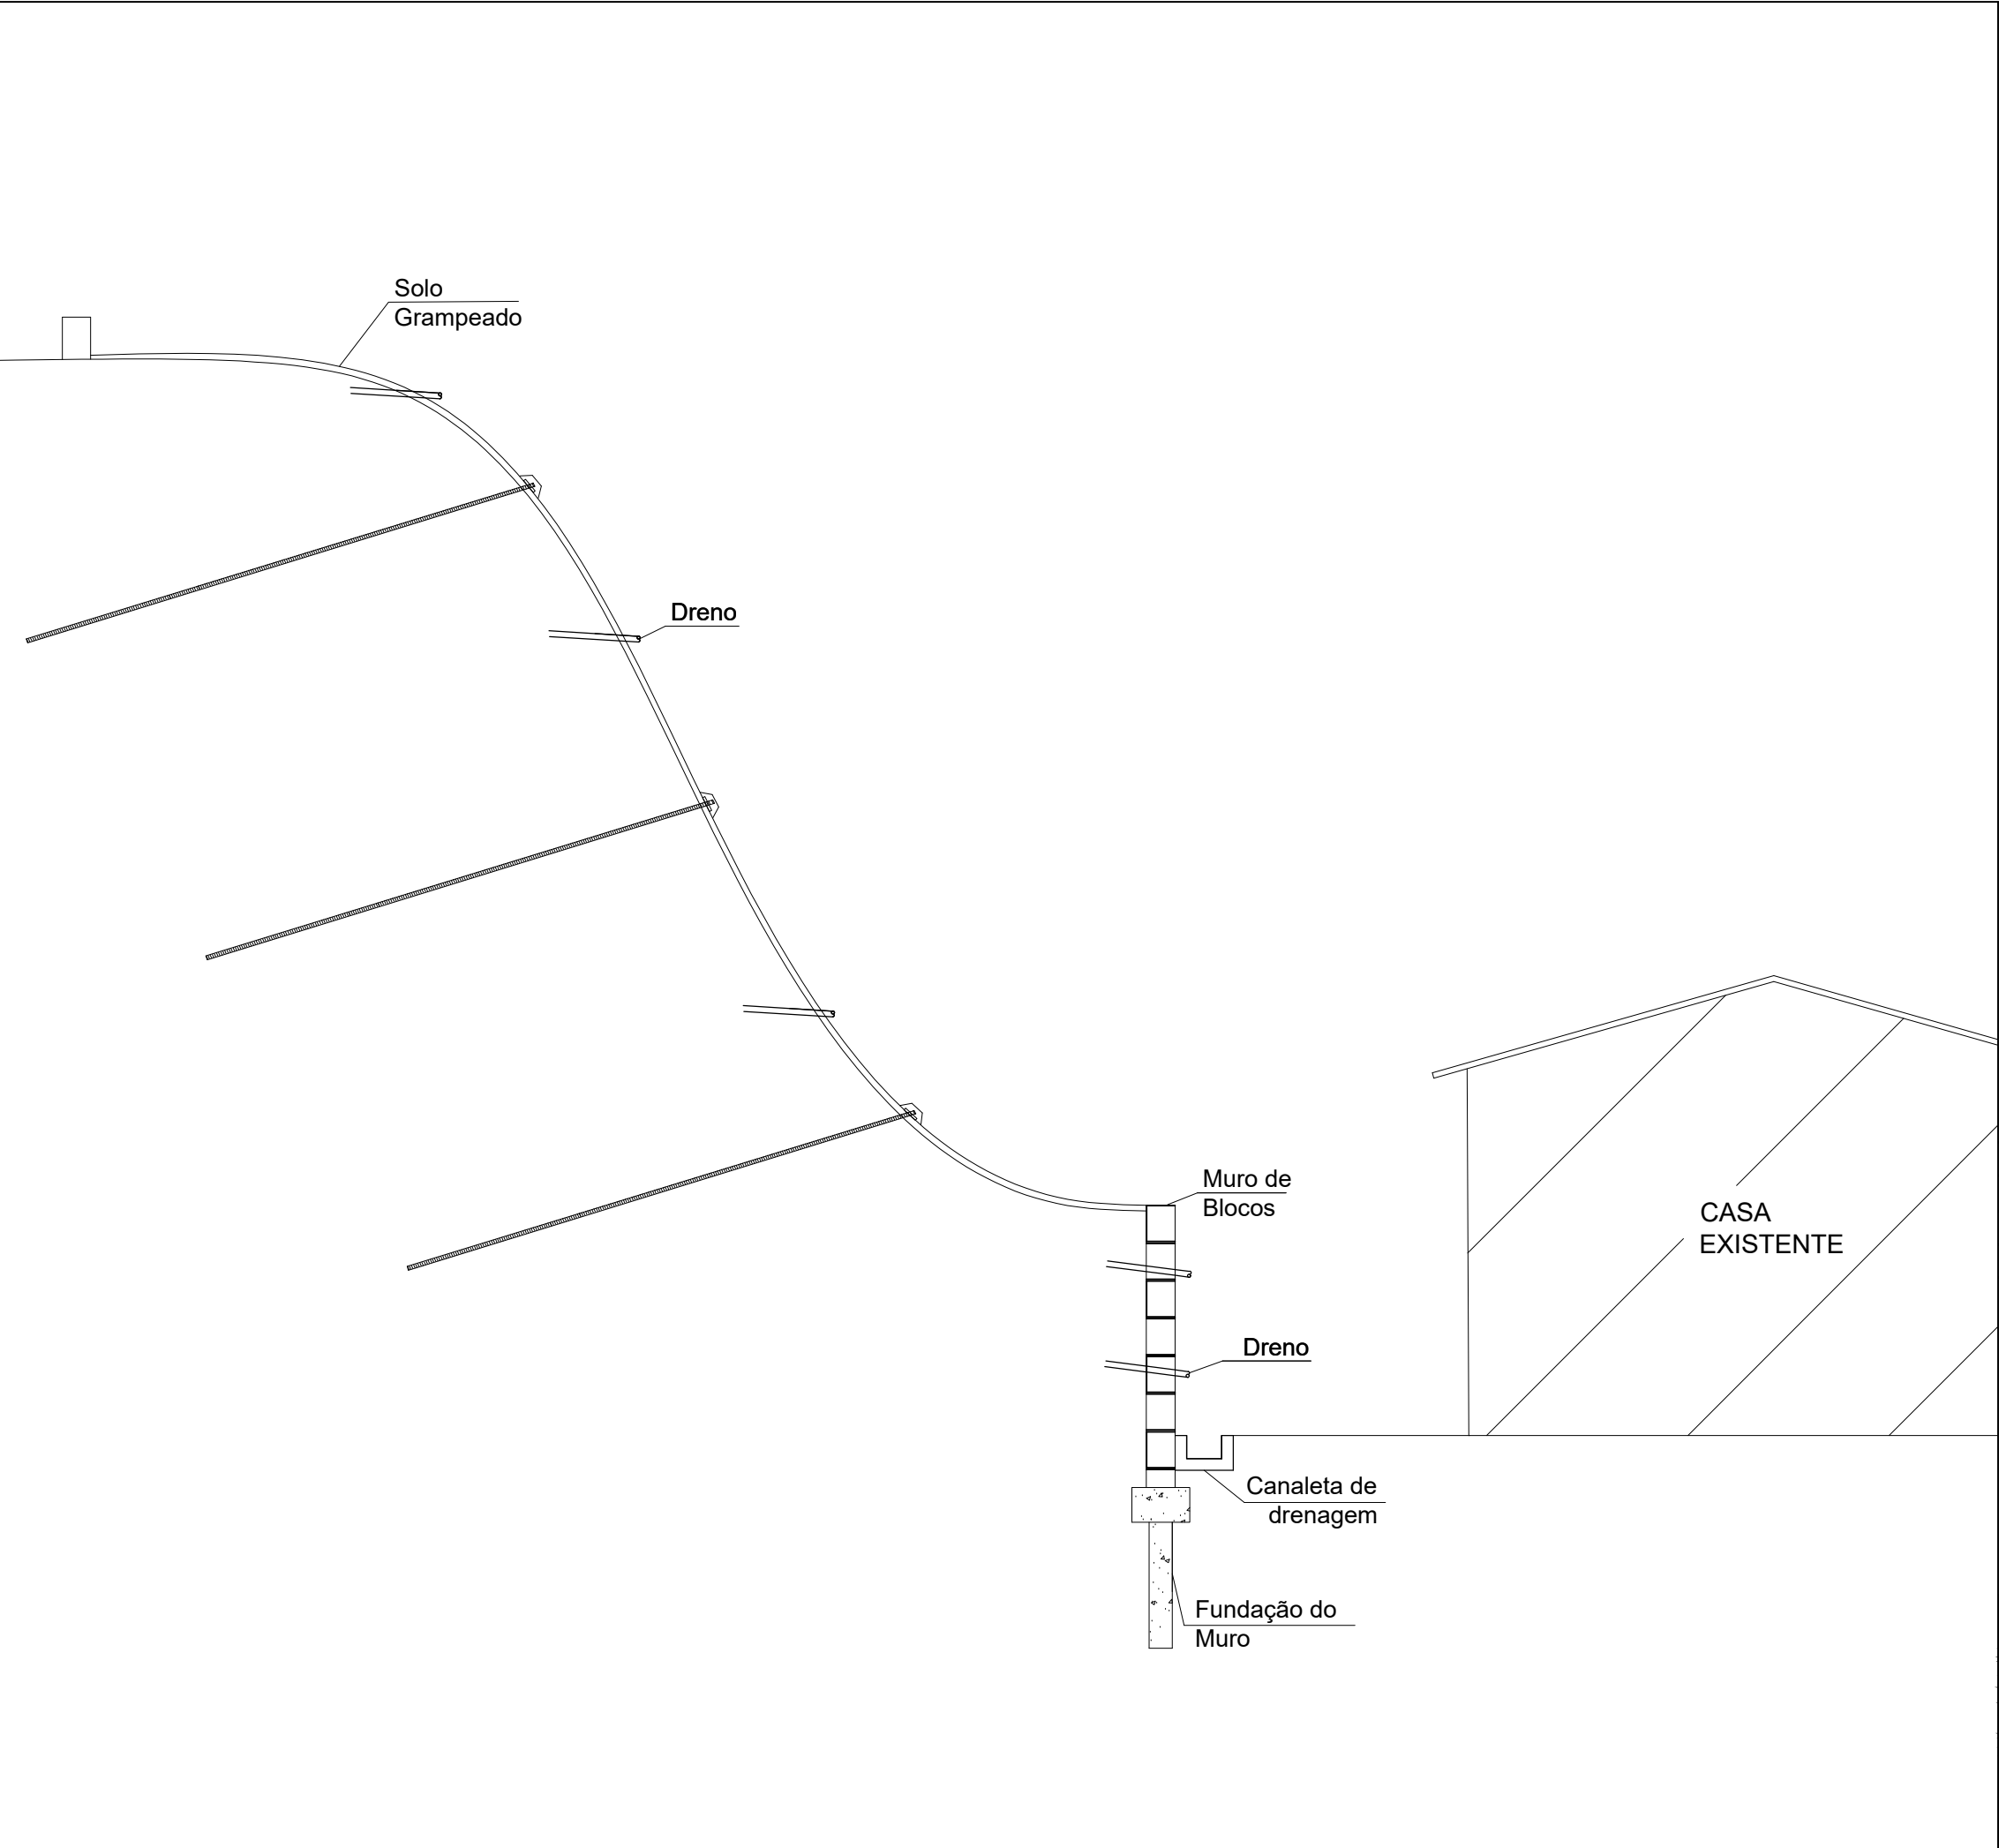 Solo
Grampeado
Dreno
Muro de
Blocos
CASA
EXISTENTE
Dreno
Canaleta de
drenagem
Fundação do
Muro